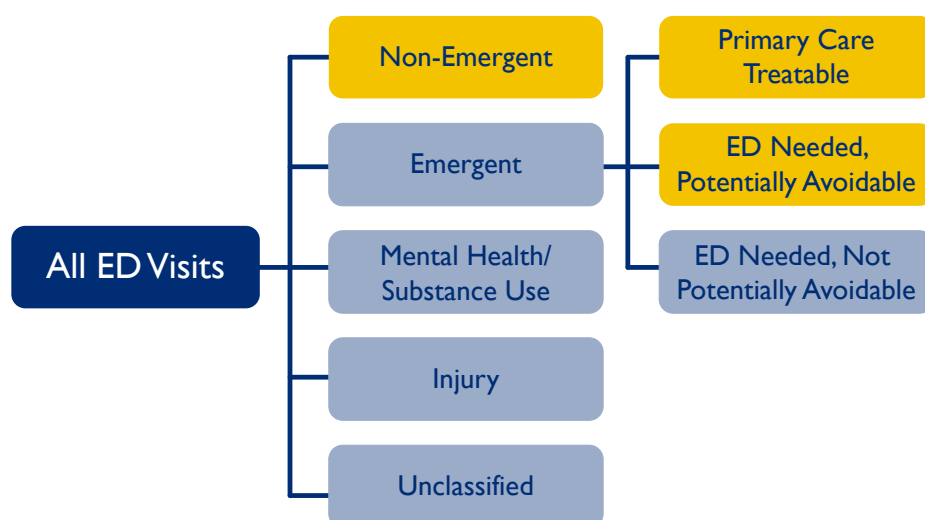 All ED Visits
Non-Emergent
Emergent
Mental Health/
Substance Use
Injury
Unclassified
Primary Care
Treatable
ED Needed,
Potentially Avoidable
ED Needed, Not
Potentially Avoidable